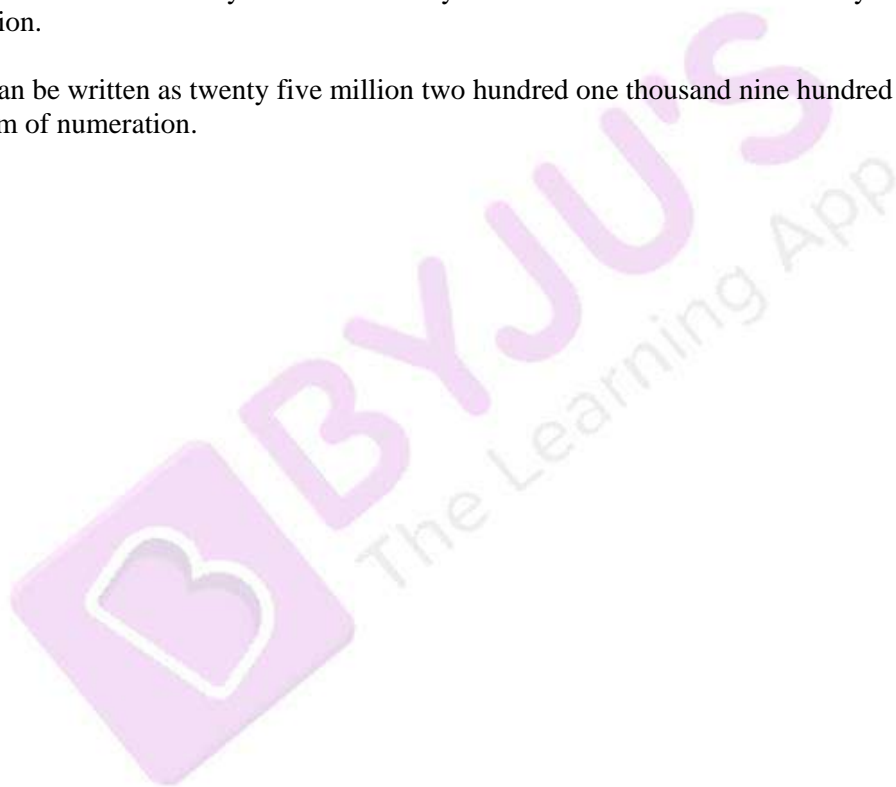 ion.
an be written as twenty five million two hundred one thousand nine hundred
m of numeration.
BYJU'S
The Learning App